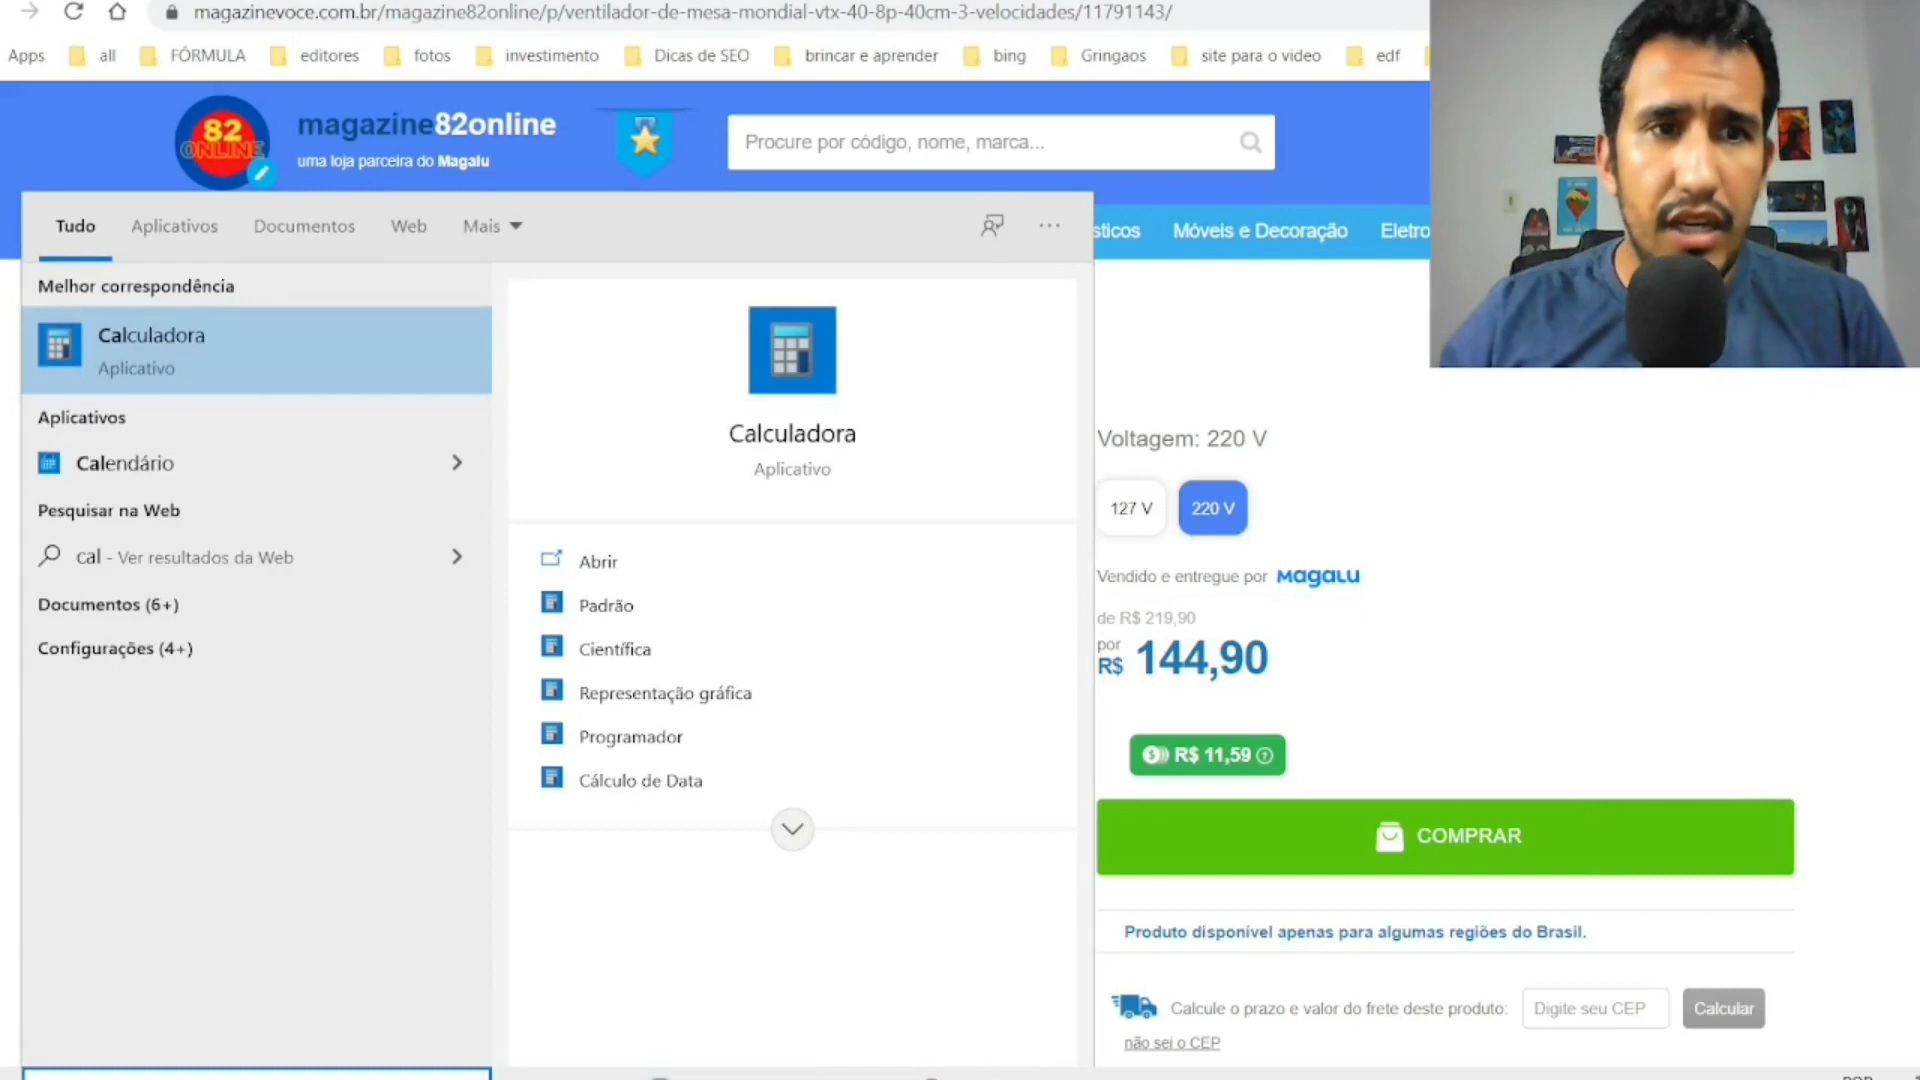 magazinevoce.com.br/magazine82online/p/ventilador-de-mesa-mondial-vtx-40-8p-40cm-3-velocidades/11791143/
Apps all FÓRMULA editores fotos investimento Dicas de SEO brincar e aprender bing Gringaos site para o video edf
82
ONLINE
magazine82online
uma loja parceira do Magalu
Procure por código, nome, marca...
sticos Móveis e Decoração Eletro
Tudo Aplicativos Documentos Web Mais
Melhor correspondência
Calculadora
Aplicativo
Aplicativos
Calendário
Pesquisar na Web
cal - Ver resultados da Web
Documentos (6+)
Configurações (4+)
Calculadora
Aplicativo
Abrir
Padrão
Científica
Representação gráfica
Programador
Cálculo de Data
Voltagem: 220 V
127 V 220 V
Vendido e entregue por Magalu
de R$ 219,90
por
R$ 144,90
R$ 11,59
COMPRAR
Produto disponível apenas para algumas regiões do Brasil.
Calcule o prazo e valor do frete deste produto: Digite seu CEP Calcular
não sei o CEP